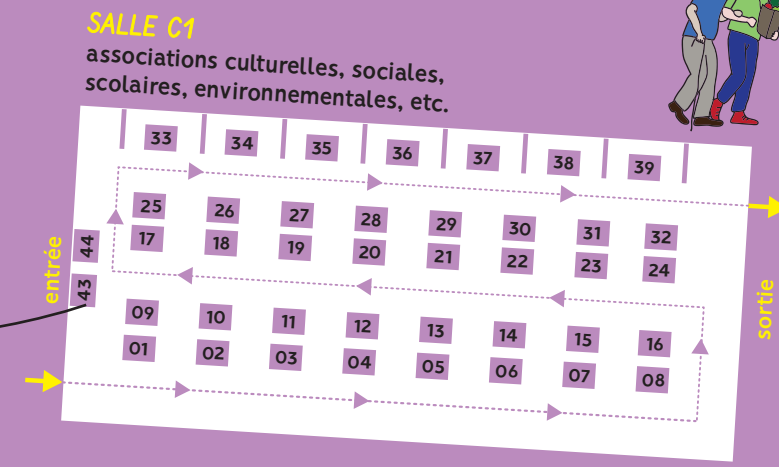 SALLE C1
associations culturelles, sociales,
scolaires, environnementales, etc.
33 34 35 36 37 38 39
25 26 27 28 29 30 31 32
17 18 19 20 21 22 23 24
entrée
44
43
sortie
09 10 11 12 13 14 15 16
01 02 03 04 05 06 07 08